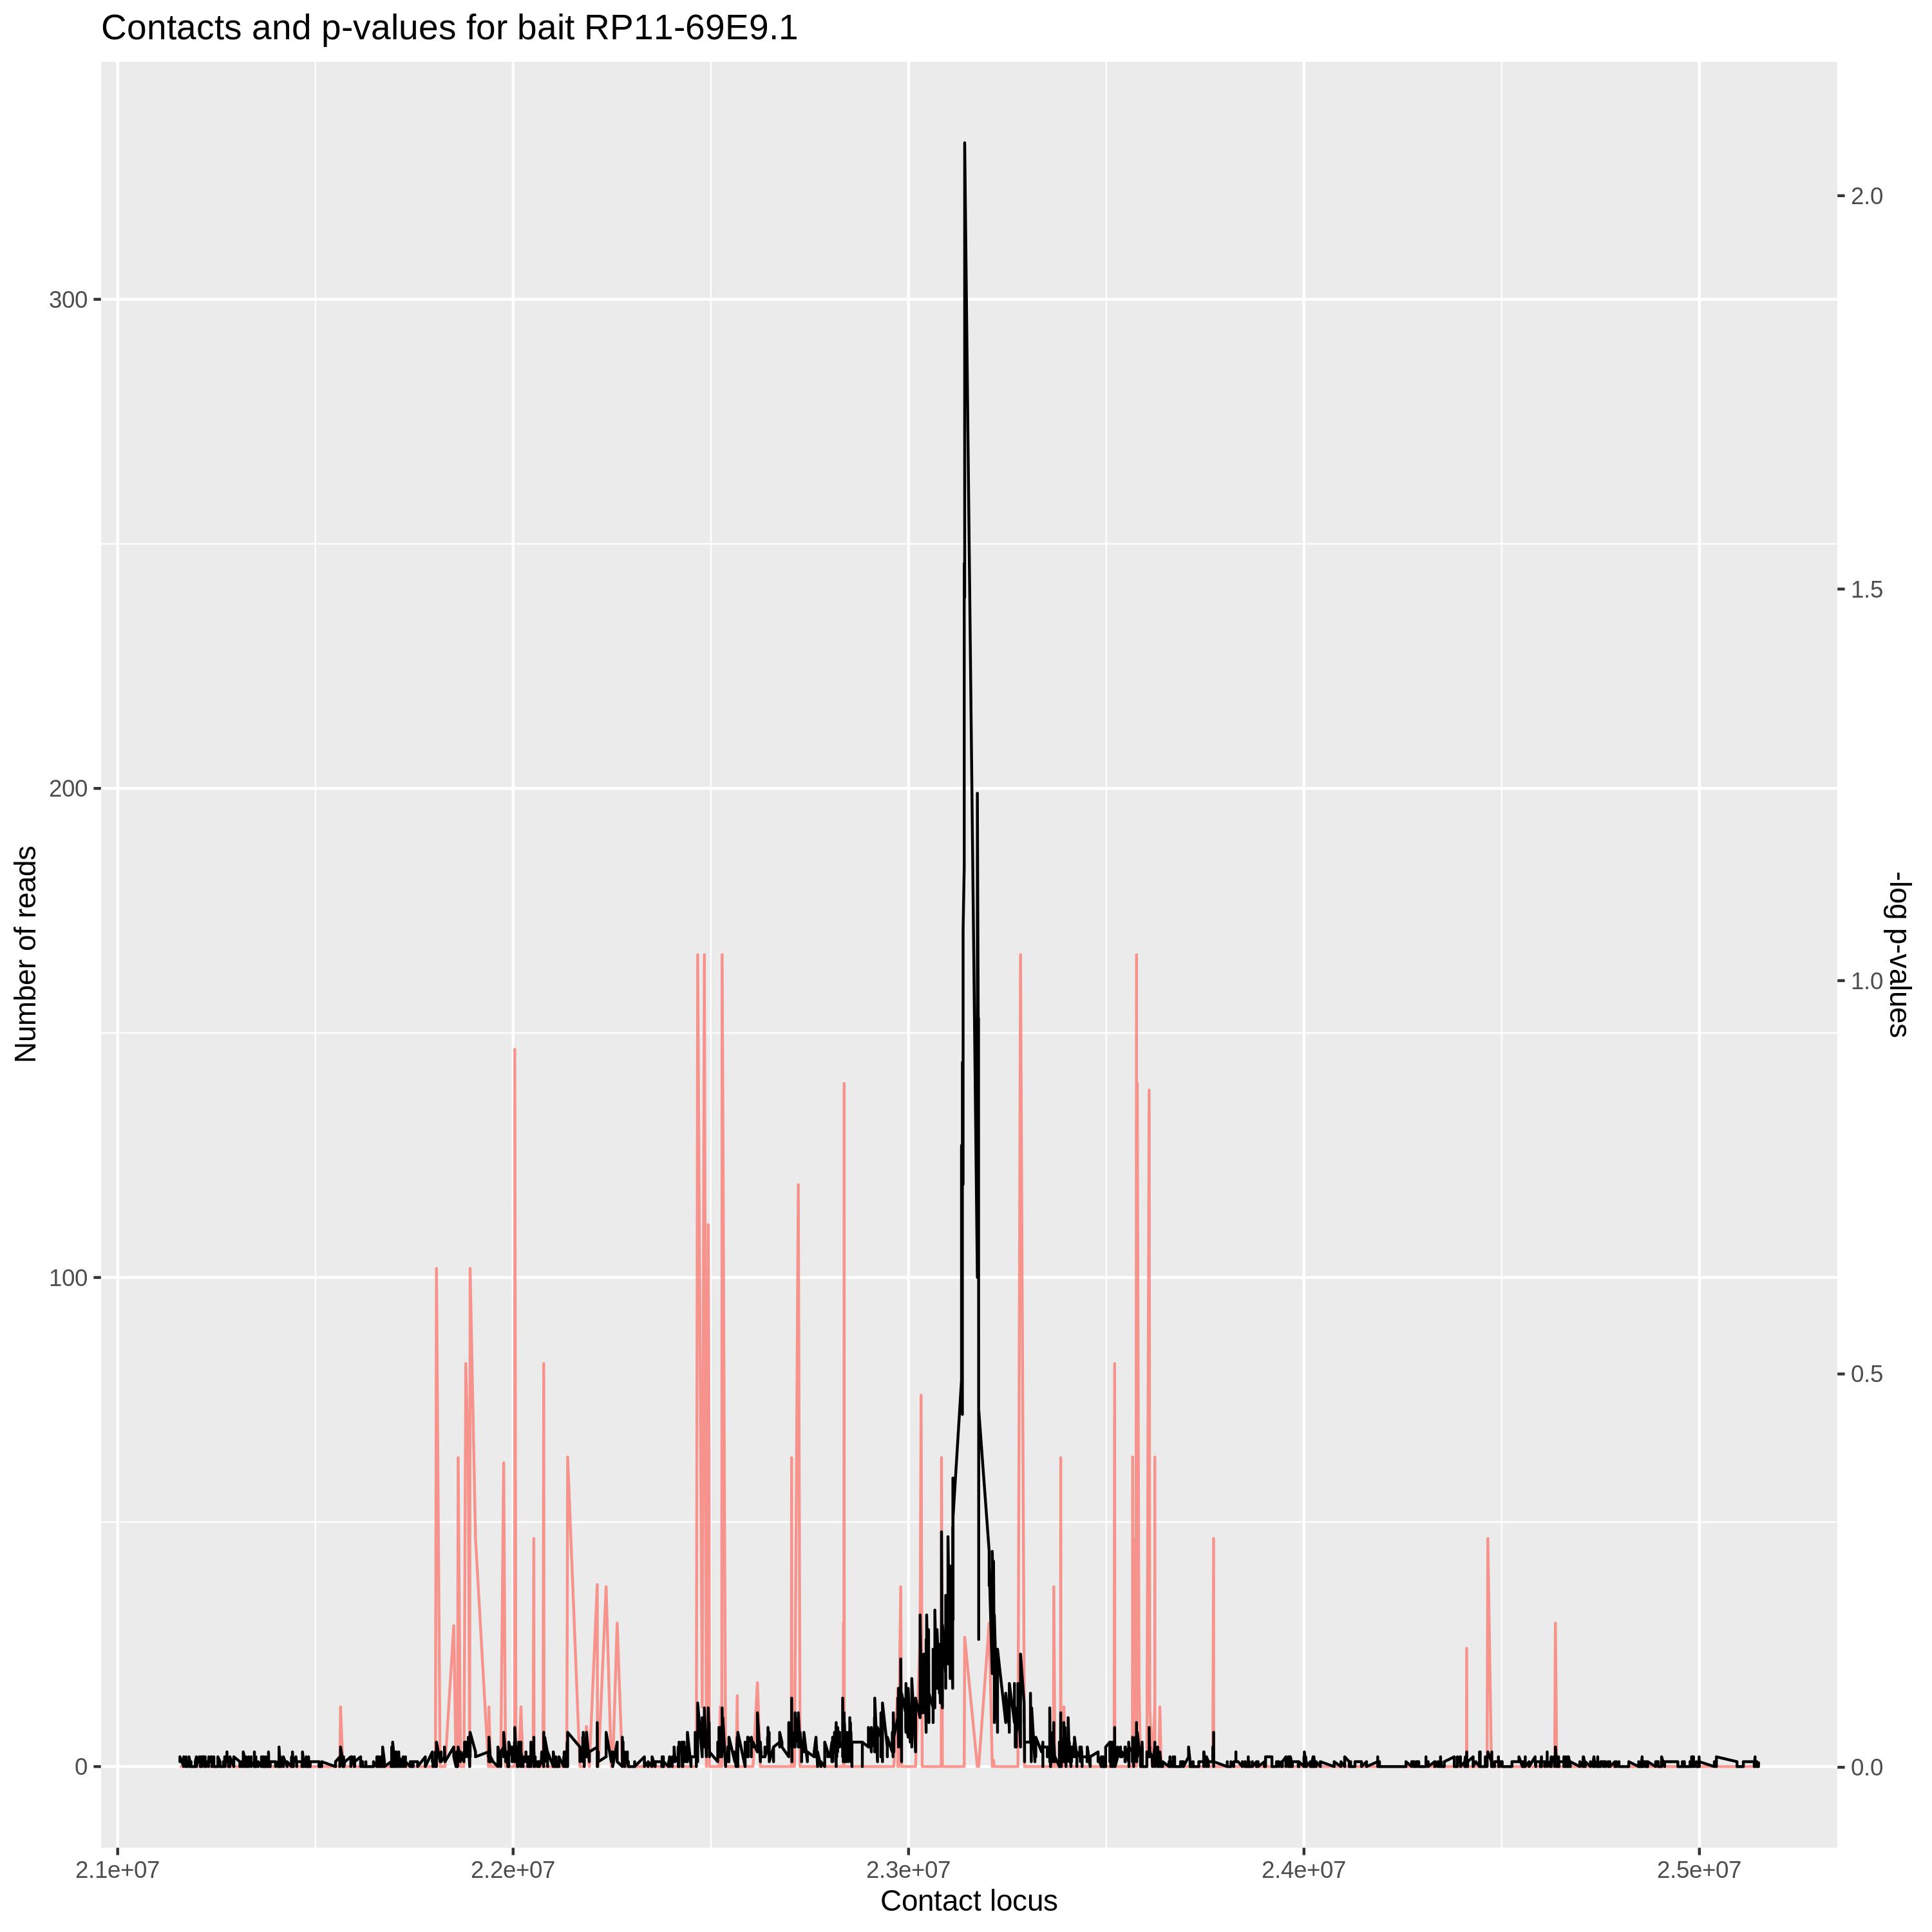 Contacts and p-values for bait RP11-69E9.1
300
200
100
0
Number of reads
2.0
1.5
1.0
0.5
0.0
-log p-values
2.1e+07
2.2e+07
2.3e+07
2.4e+07
2.5e+07
Contact locus